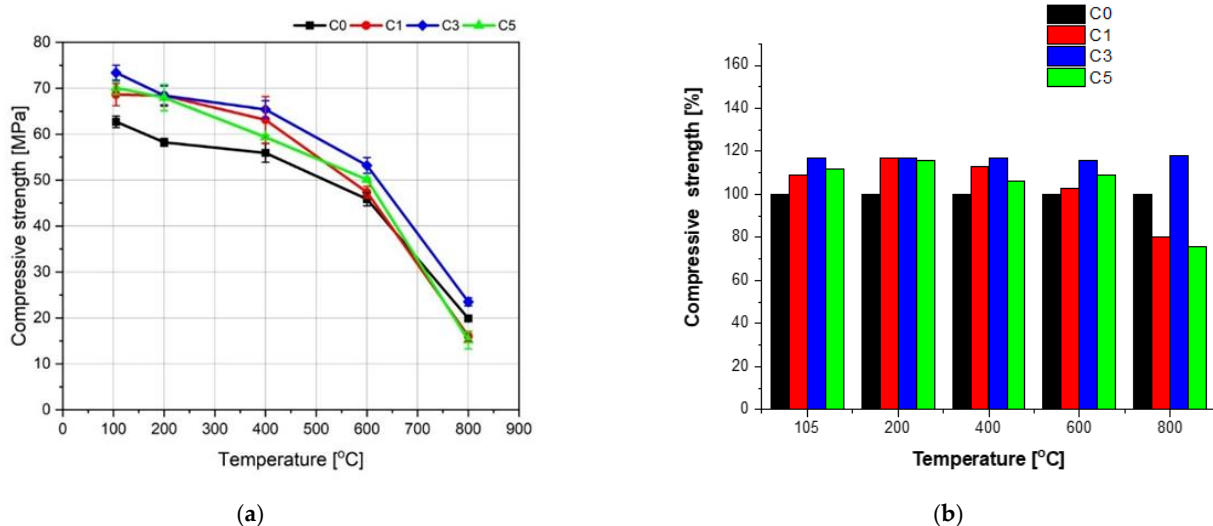 C0 C1 C3 C5
80
70
60
50
40
30
20
10
0
Compressive strength [MPa]
0 100 200 300 400 500 600 700 800 900
Temperature [°C]
(a)
C0
C1
C3
C5
160
140
120
100
80
60
40
20
0
Compressive strength [%]
105 200 400 600 800
Temperature [°C]
(b)